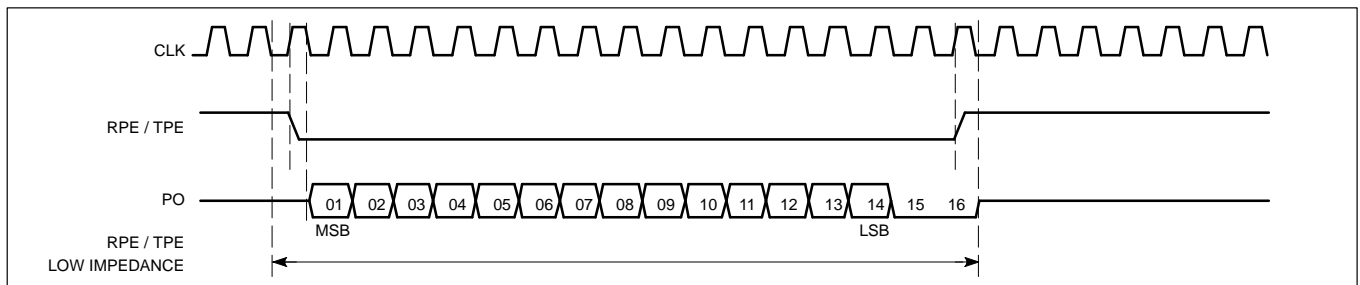 CLK
RPE / TPE
PO
01 02 03 04 05 06 07 08 09 10 11 12 13 14 15 16
MSB LSB
RPE / TPE
LOW IMPEDANCE